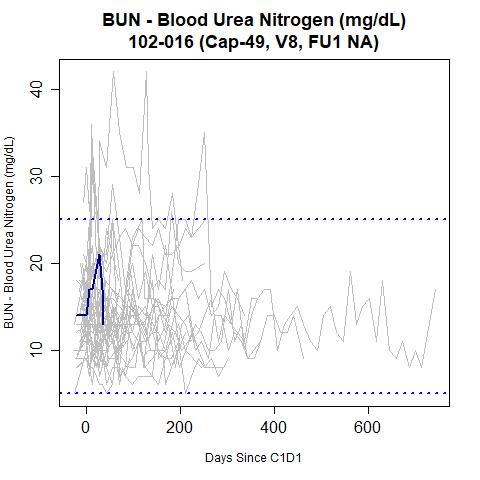 BUN - Blood Urea Nitrogen (mg/dL)
102-016 (Cap-49, V8, FU1 NA)
BUN - Blood Urea Nitrogen (mg/dL)
40
30
20
10
0
200
400
600
Days Since C1D1